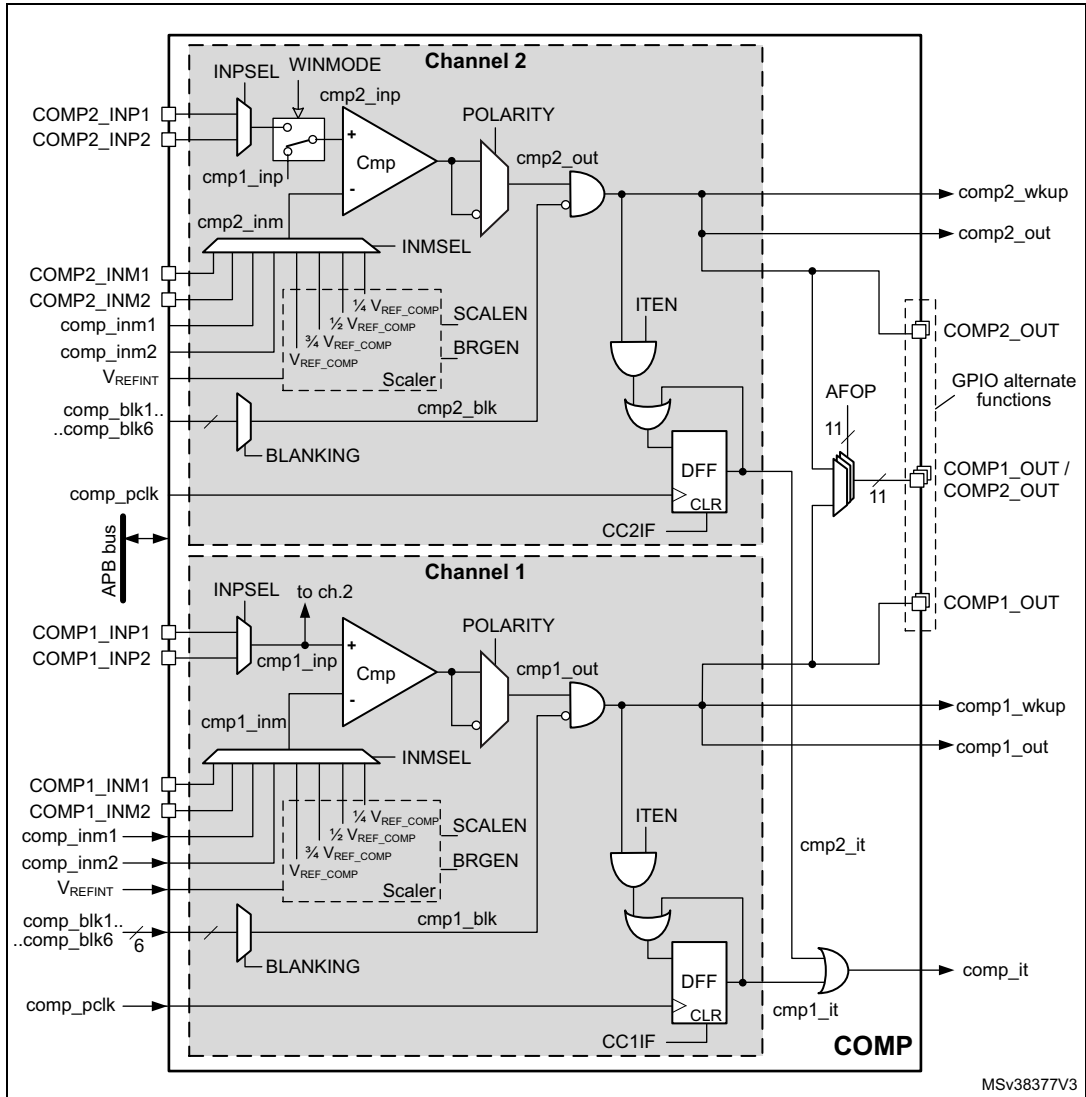 Channel 2
INPSEL
WINMODE
cmp2_inp
COMP2_INP1
COMP2_INP2
+
Cmp
-
POLARITY
cmp2_out
cmp1_inp
cmp2_inm
INMSEL
comp2_wkup
comp2_out
COMP2_INM1
COMP2_INM2
comp_inm1
comp_inm2
VREFINT
¼ VREF_COMP
½ VREF_COMP
¾ VREF_COMP
VREF_COMP
SCALEN
BRGEN
Scaler
ITEN
COMP2_OUT
GPIO alternate
functions
comp_blk1..
..comp_blk6
cmp2_blk
BLANKING
AFOP
11
COMP1_OUT /
COMP2_OUT
11
DFF
CLR
comp_pclk
CC2IF
APB bus
Channel 1
INPSEL
to ch.2
COMP1_INP1
COMP1_INP2
cmp1_inp
+
Cmp
-
POLARITY
cmp1_out
COMP1_OUT
cmp1_inm
INMSEL
comp1_wkup
comp1_out
COMP1_INM1
COMP1_INM2
comp_inm1
comp_inm2
VREFINT
¼ VREF_COMP
½ VREF_COMP
¾ VREF_COMP
VREF_COMP
SCALEN
BRGEN
Scaler
ITEN
cmp2_it
comp_blk1..
..comp_blk6
6
cmp1_blk
BLANKING
DFF
CLR
comp_it
cmp1_it
comp_pclk
CC1IF
COMP
MSv38377V3